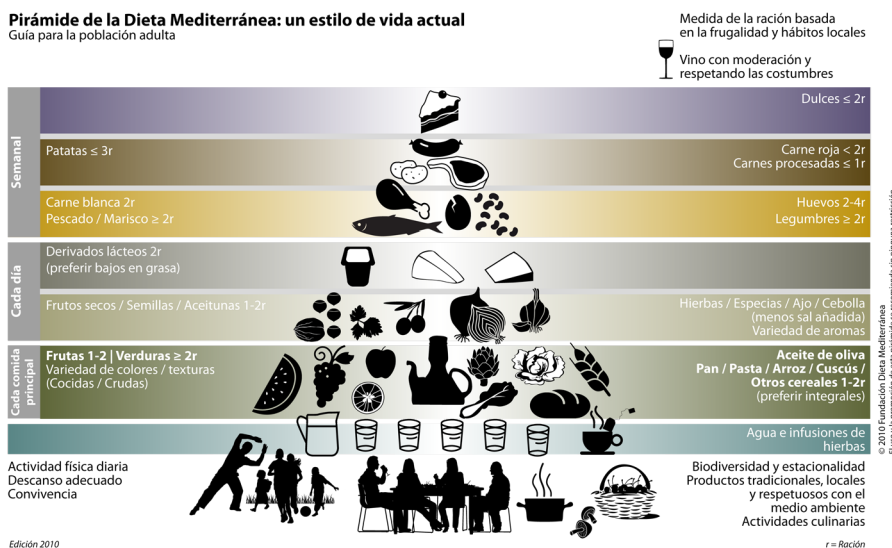 Pirámide de la Dieta Mediterránea: un estilo de vida actual
Guía para la población adulta
Medida de la ración basada
en la frugalidad y hábitos locales
Vino con moderación y
respetando las costumbres
Semanal
Dulces ≤ 2r
Patatas ≤ 3r
Carne roja < 2r
Carnes procesadas ≤ 1r
Carne blanca 2r
Pescado / Marisco ≥ 2r
Huevos 2-4r
Legumbres ≥ 2r
Cada día
Derivados lácteos 2r
(preferir bajos en grasa)
Frutos secos / Semillas / Aceitunas 1-2r
Hierbas / Especias / Ajo / Cebolla
(menos sal añadida)
Variedad de aromas
Cada comida
principal
Frutas 1-2 | Verduras ≥ 2r
Variedad de colores / texturas
(Cocidas / Crudas)
Aceite de oliva
Pan / Pasta / Arroz / Cuscús /
Otros cereales 1-2r
(preferir integrales)
Agua e infusiones de
hierbas
Actividad física diaria
Descanso adecuado
Convivencia
Biodiversidad y estacionalidad
Productos tradicionales, locales
y respetuosos con el
medio ambiente
Actividades culinarias
Edición 2010
r = Ración
© 2010 Fundación Dieta Mediterránea